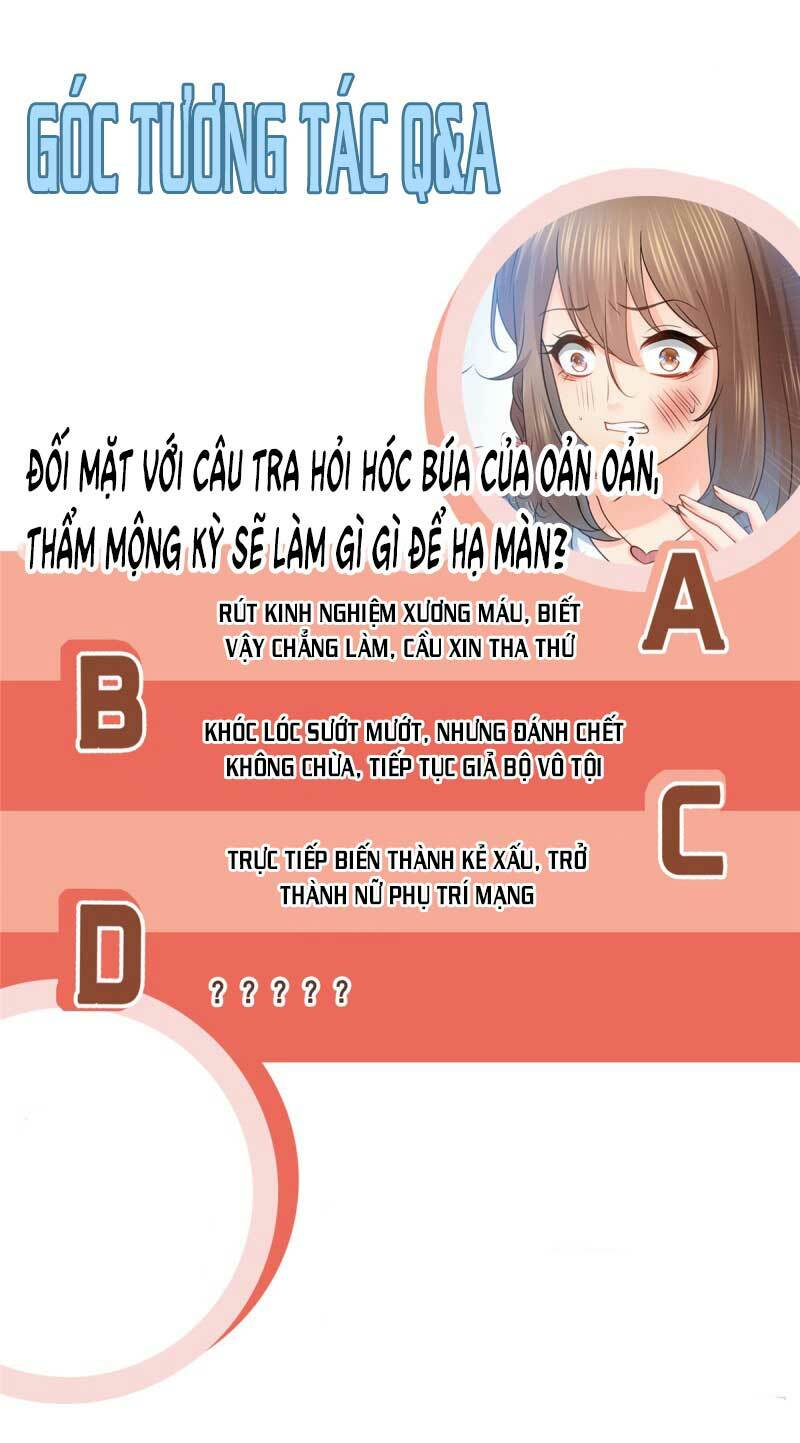 GÓC TƯƠNG TÁC Q&A
ĐỐI MẶT VỚI CÂU TRA HỎI HÓC BÚA CỦA OẢN OẢN,
THẨM MỘNG KỲ SẼ LÀM GÌ GÌ ĐỂ HẠ MÀN?
A
RÚT KINH NGHIỆM XƯƠNG MÁU, BIẾT
VẬY CHẲNG LÀM, CẦU XIN THA THỨ
B
KHÓC LÓC SƯỚT MƯỚT, NHƯNG ĐÁNH CHẾT
KHÔNG CHỪA, TIẾP TỤC GIẢ BỘ VÔ TỘI
C
TRỰC TIẾP BIẾN THÀNH KẺ XẤU, TRỞ
THÀNH NỮ PHỤ TRÍ MẠNG
D
? ? ? ? ?